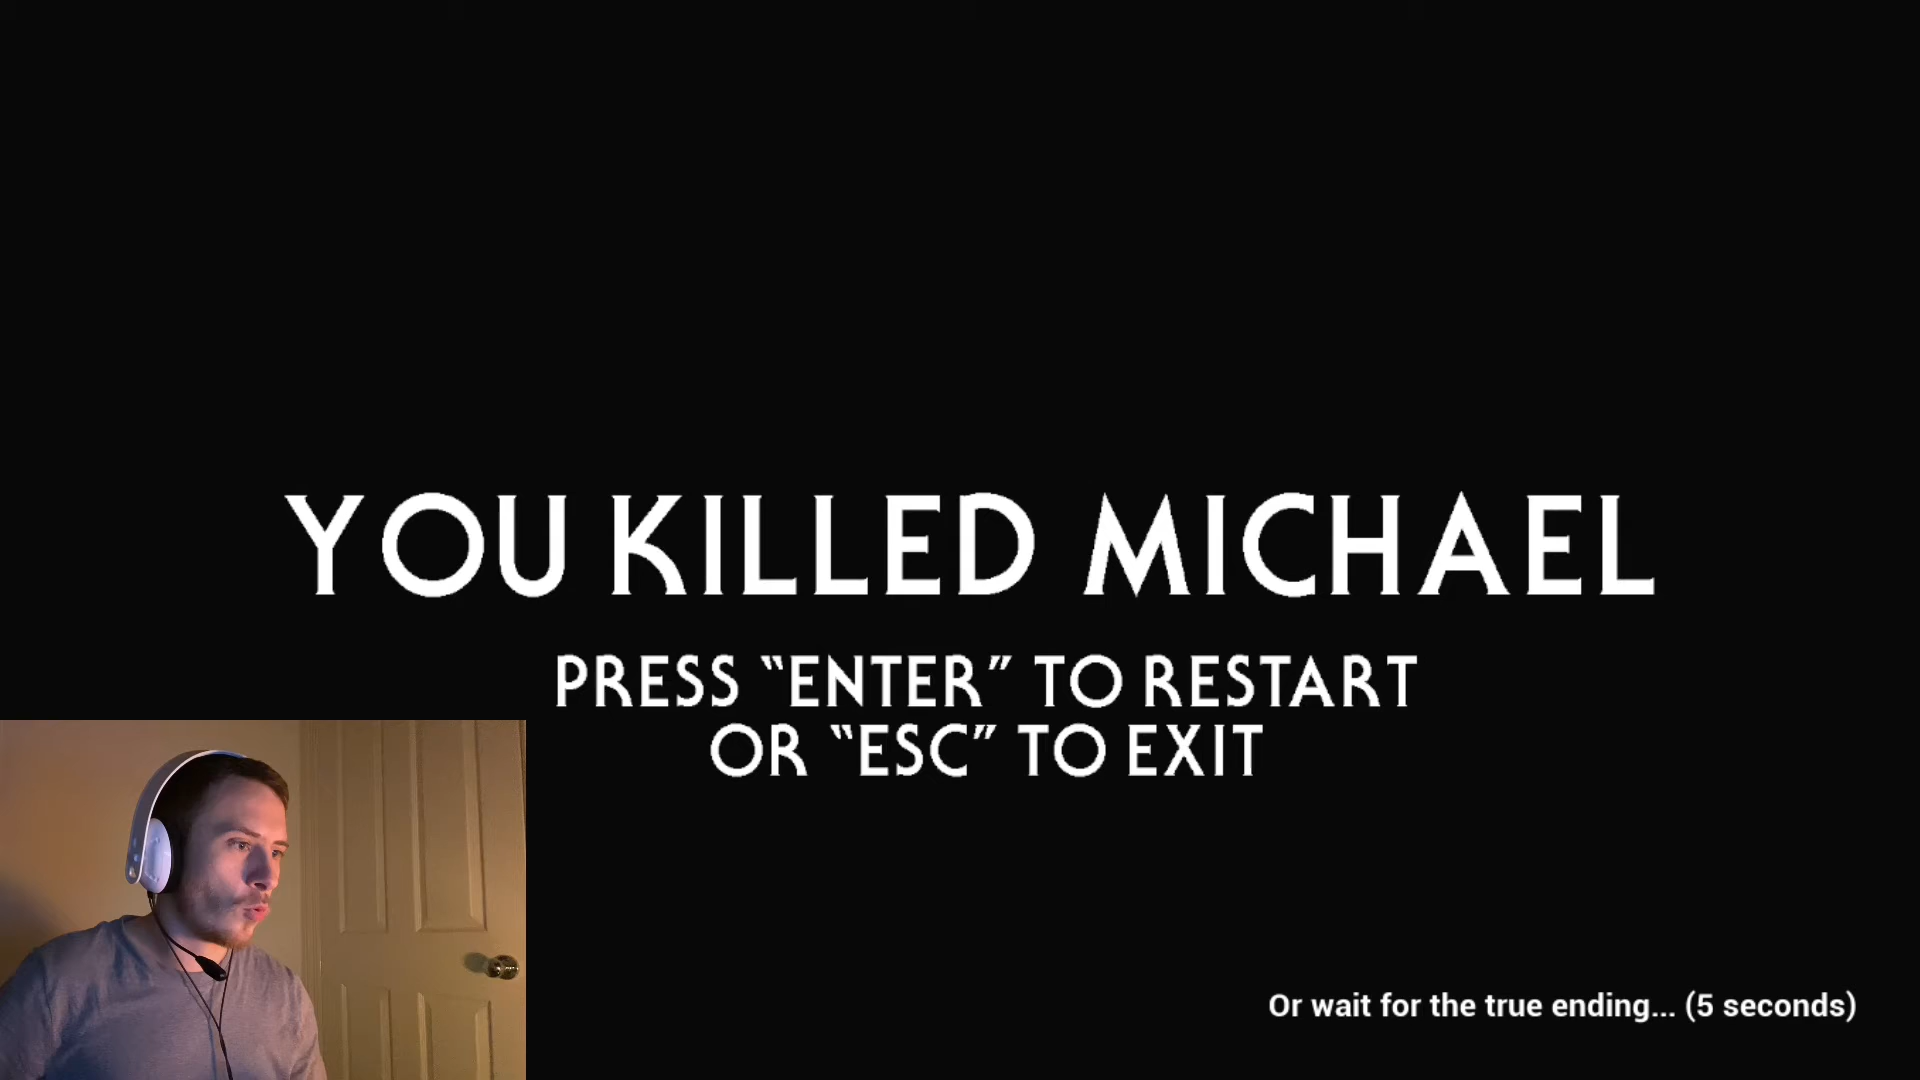 YOU KILLED MICHAEL
PRESS “ENTER” TO RESTART
OR “ESC” TO EXIT
Or wait for the true ending... (5 seconds)